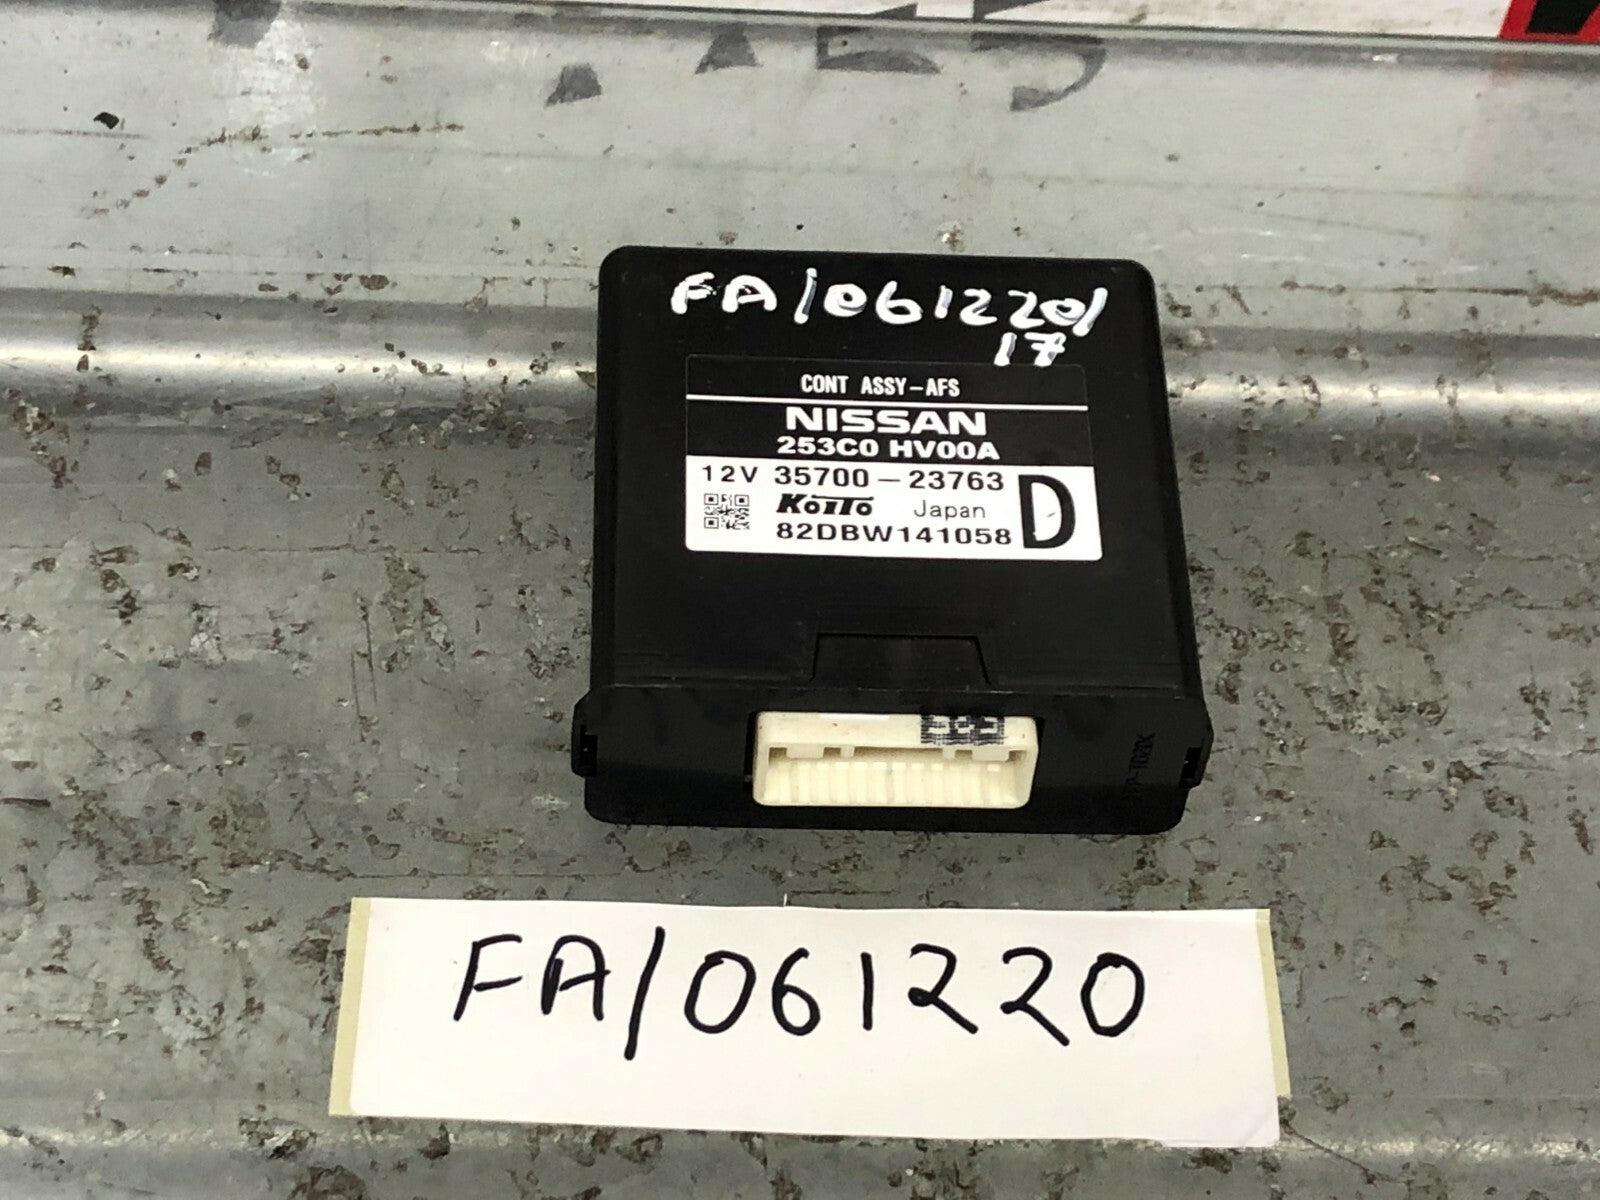 FA/061220/
17
CONT ASSY-AFS
NISSAN
253C0 HV00A
12V 35700-23763
KOITO Japan
82DBW141058
D
FA/061220